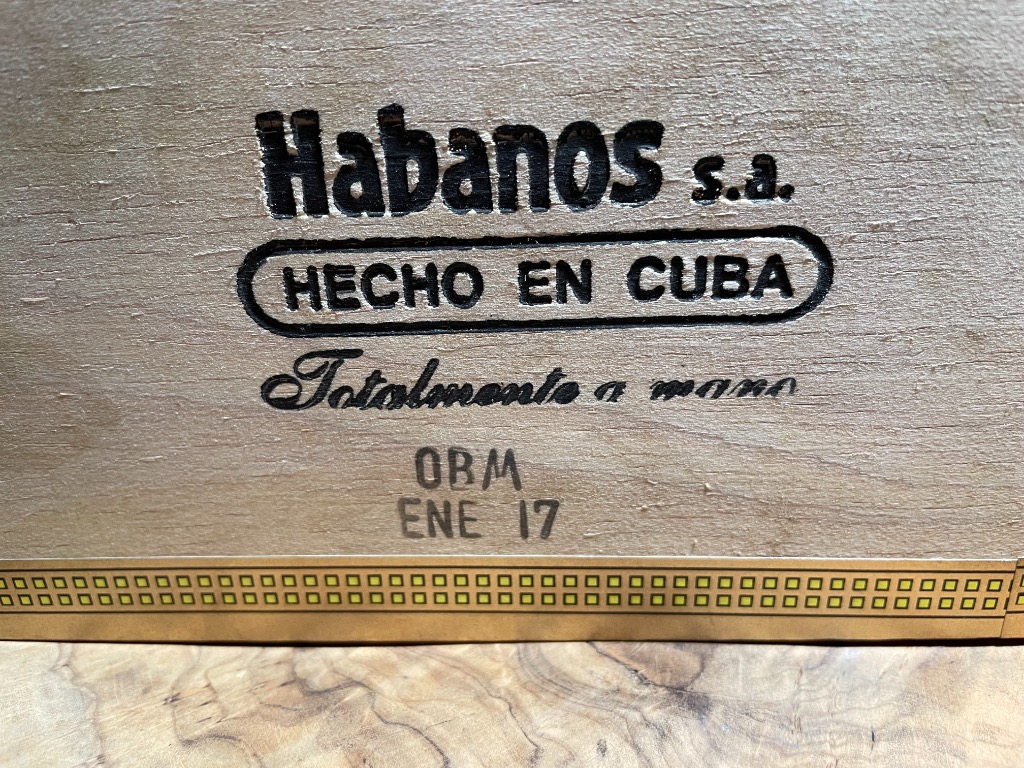 Habanos s.a.
HECHO EN CUBA
Totalmente a mano
OBM
ENE 17